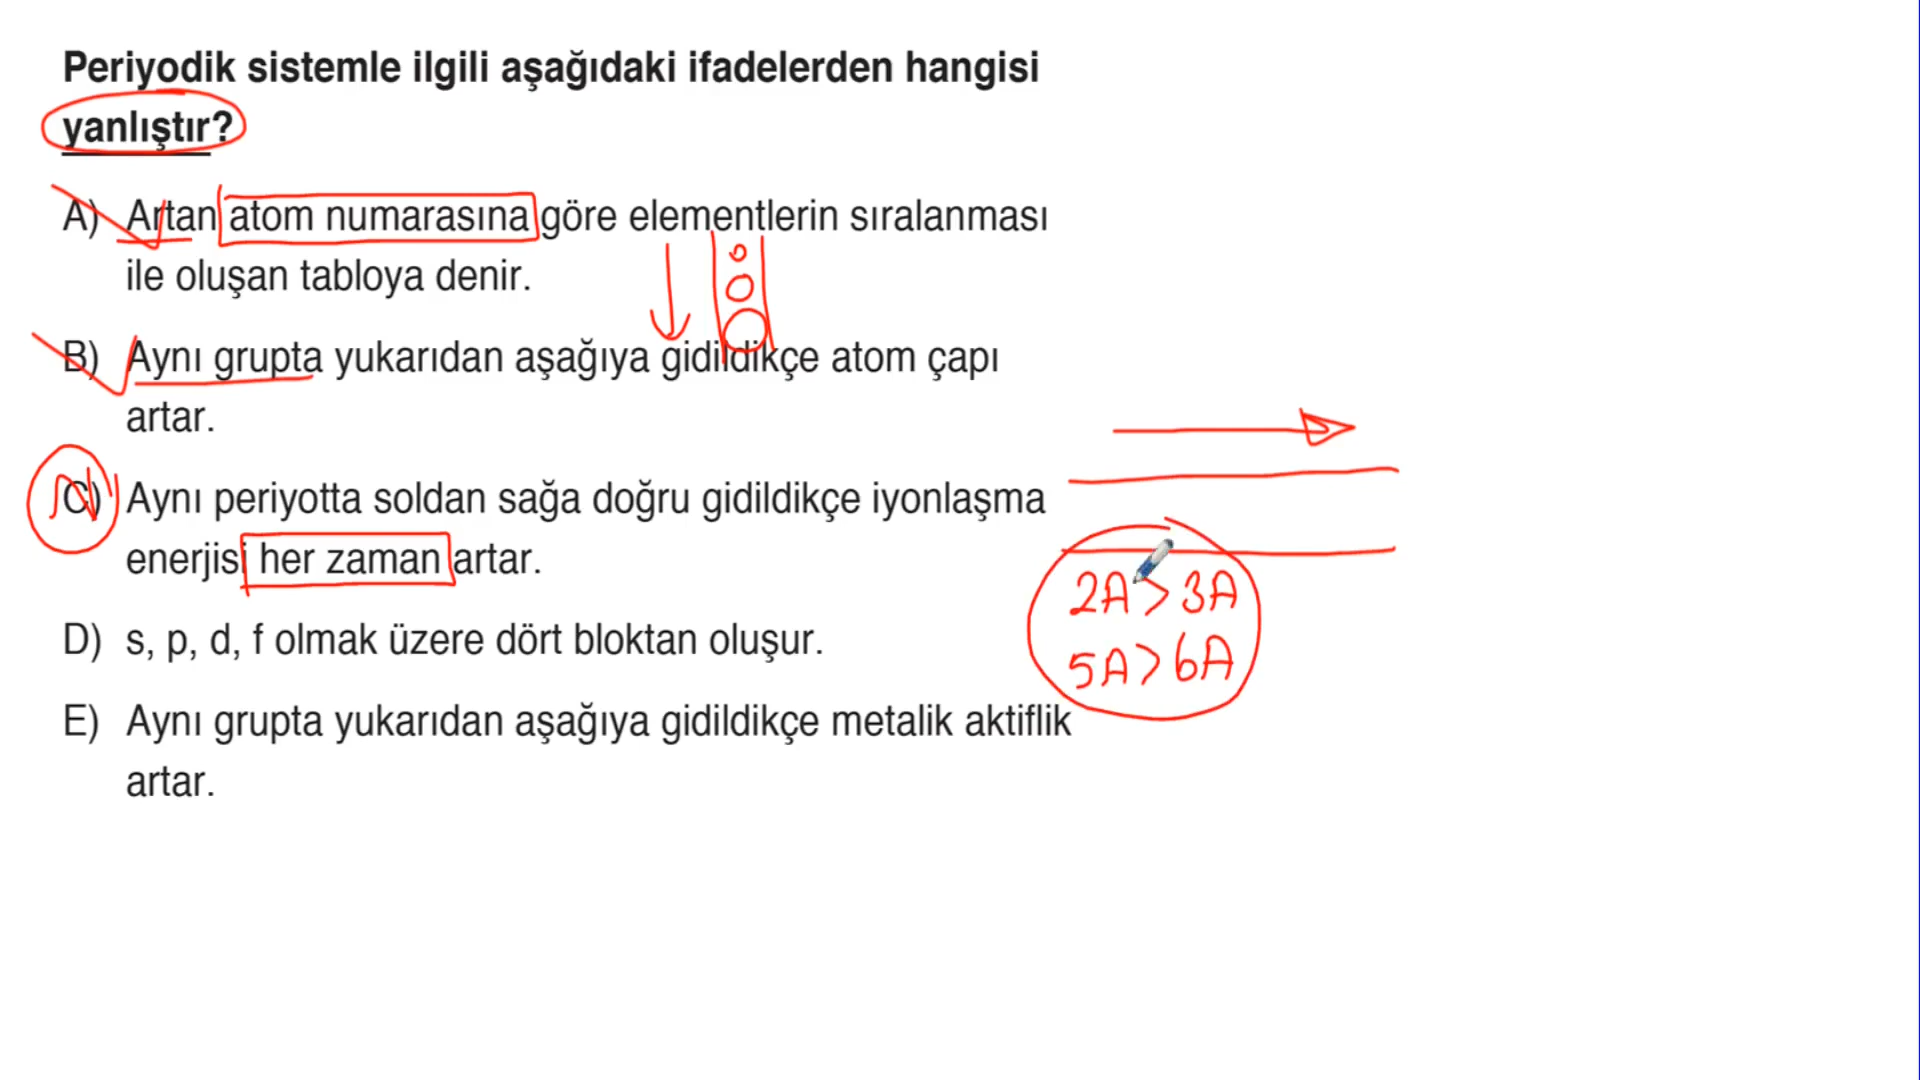 Periyodik sistemle ilgili aşağıdaki ifadelerden hangisi
yanlıştır?
A) Artan atom numarasına göre elementlerin sıralanması
ile oluşan tabloya denir.
B) Aynı grupta yukarıdan aşağıya gidildikçe atom çapı
artar.
C) Aynı periyotta soldan sağa doğru gidildikçe iyonlaşma
enerjisi her zaman artar.
2A > 3A
D) s, p, d, f olmak üzere dört bloktan oluşur.
5A > 6A
E) Aynı grupta yukarıdan aşağıya gidildikçe metalik aktiflik
artar.